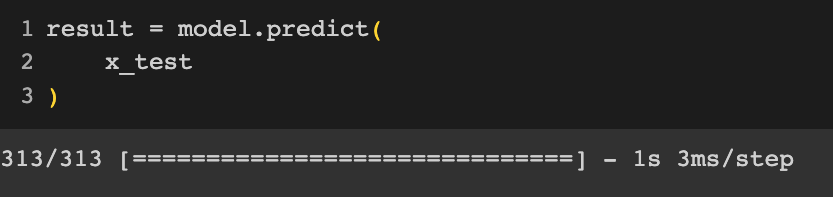 1 result = model.predict(
2     x_test
3 )
313/313 [==============================] - 1s 3ms/step